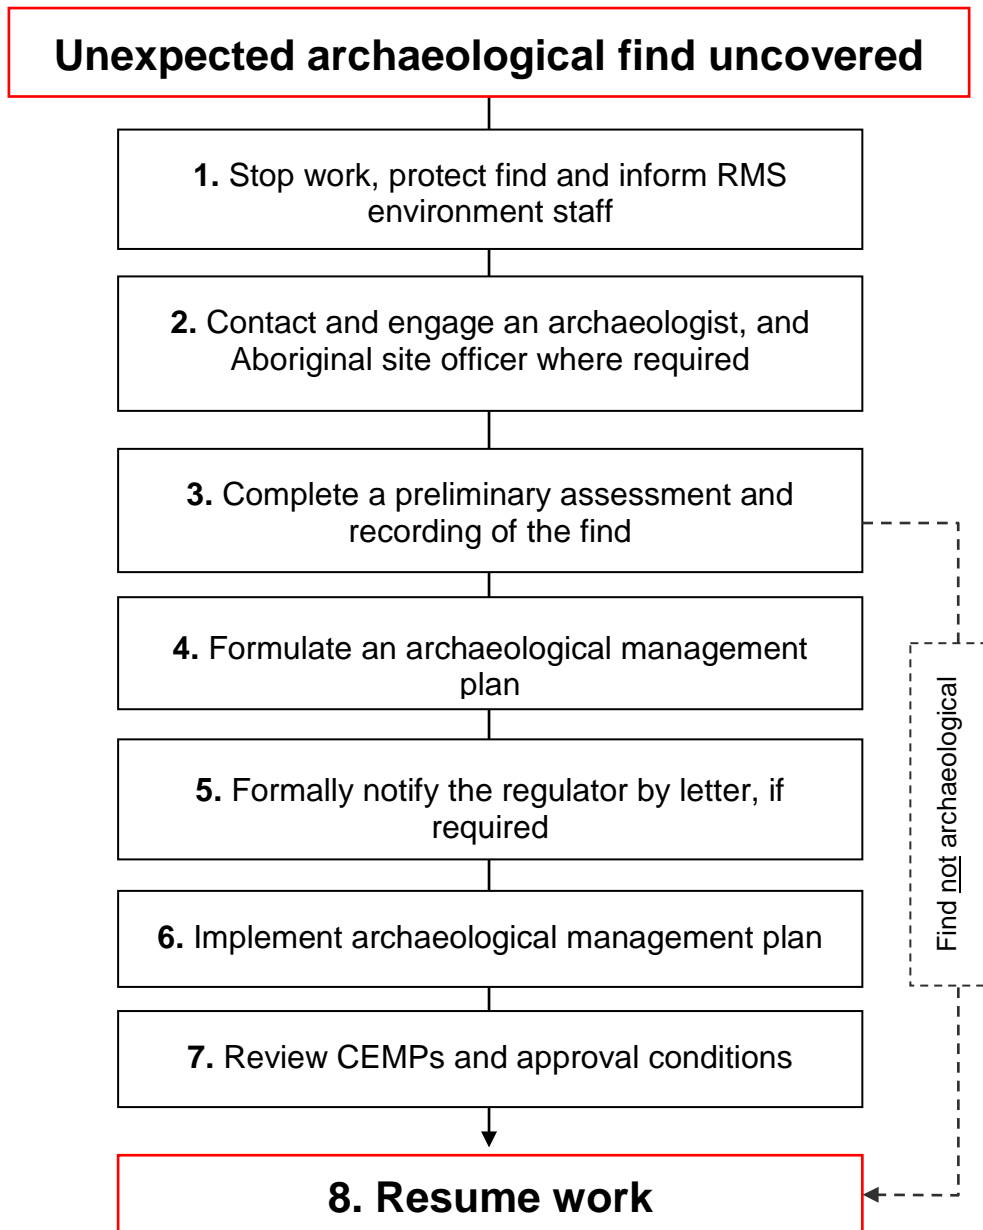 Unexpected archaeological find uncovered
1. Stop work, protect find and inform RMS
environment staff
2. Contact and engage an archaeologist, and
Aboriginal site officer where required
3. Complete a preliminary assessment and
recording of the find
4. Formulate an archaeological management
plan
5. Formally notify the regulator by letter, if
required
6. Implement archaeological management plan
Find not archaeological
7. Review CEMPs and approval conditions
8. Resume work